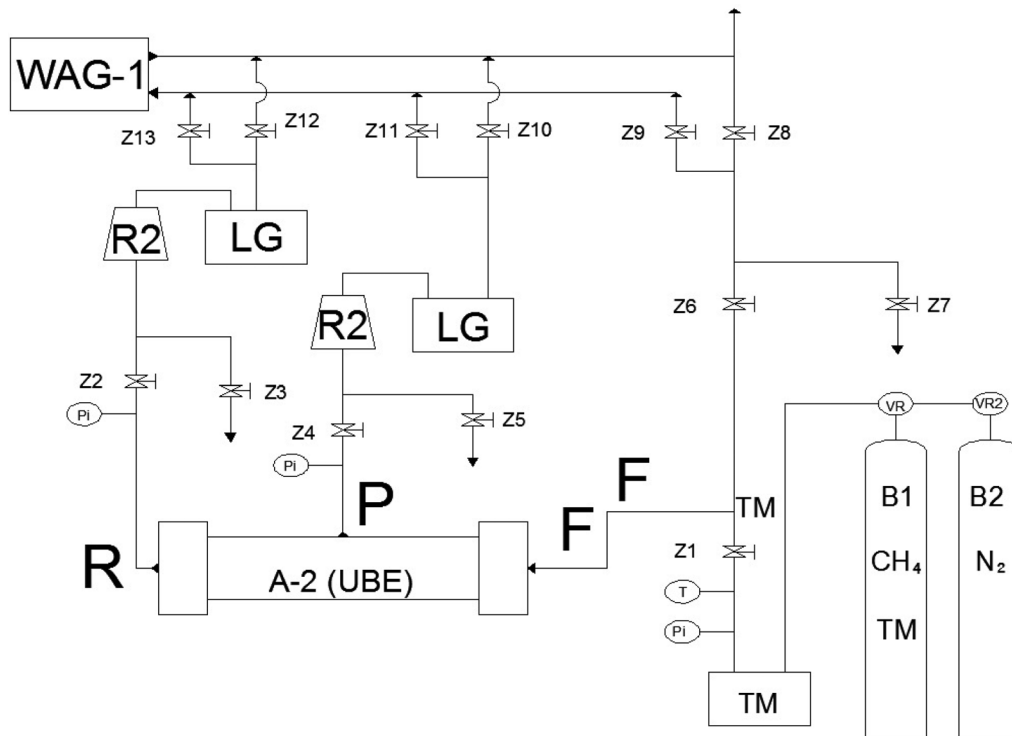 WAG-1
Z13
Z12
Z11
Z10
Z9
Z8
R2
LG
Z6
Z7
R2
LG
Z2
Z3
Pi
Z4
Z5
Pi
VR
VR2
P
F
F
TM
B1
B2
R
A-2 (UBE)
Z1
CH₄
N₂
T
Pi
TM
TM